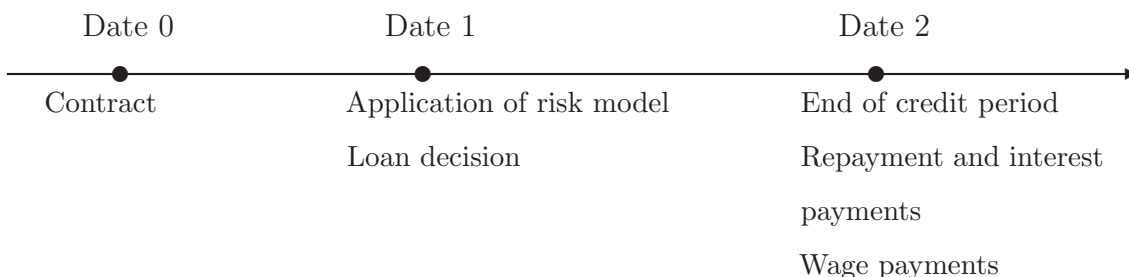 Date 0
Date 1
Date 2
Contract
Application of risk model
Loan decision
End of credit period
Repayment and interest
payments
Wage payments